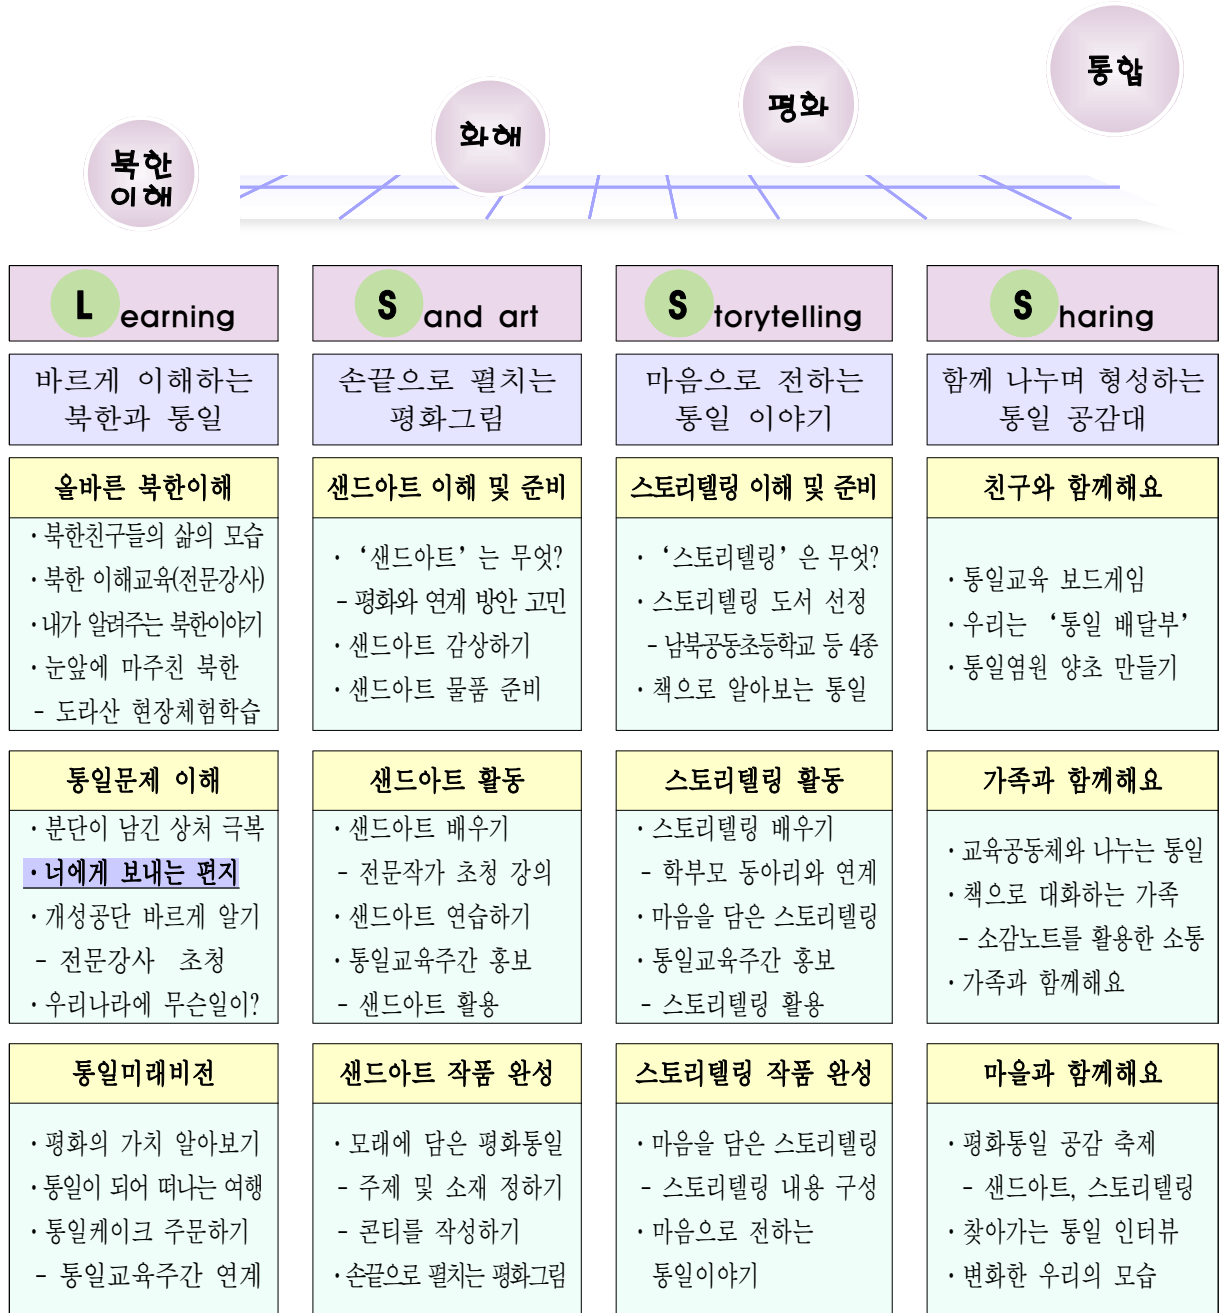 북한
이해
화해
평화
통합
Learning
바르게 이해하는
북한과 통일
올바른 북한이해
·북한친구들의 삶의 모습
·북한 이해교육(전문강사)
·내가 알려주는 북한이야기
·눈앞에 마주친 북한
- 도라산 현장체험학습
통일문제 이해
·분단이 남긴 상처 극복
·너에게 보내는 편지
·개성공단 바르게 알기
- 전문강사 초청
·우리나라에 무슨일이?
통일미래비전
·평화의 가치 알아보기
·통일이 되어 떠나는 여행
·통일케이크 주문하기
- 통일교육주간 연계
Sand art
손끝으로 펼치는
평화그림
샌드아트 이해 및 준비
· ‘샌드아트’ 는 무엇?
- 평화와 연계 방안 고민
·샌드아트 감상하기
·샌드아트 물품 준비
샌드아트 활동
·샌드아트 배우기
- 전문작가 초청 강의
·샌드아트 연습하기
·통일교육주간 홍보
- 샌드아트 활용
샌드아트 작품 완성
·모래에 담은 평화통일
- 주제 및 소재 정하기
- 콘티를 작성하기
·손끝으로 펼치는 평화그림
Storytelling
마음으로 전하는
통일 이야기
스토리텔링 이해 및 준비
· ‘스토리텔링’ 은 무엇?
·스토리텔링 도서 선정
- 남북공동초등학교 등 4종
·책으로 알아보는 통일
스토리텔링 활동
·스토리텔링 배우기
- 학부모 동아리와 연계
·마음을 담은 스토리텔링
·통일교육주간 홍보
- 스토리텔링 활용
스토리텔링 작품 완성
·마음을 담은 스토리텔링
- 스토리텔링 내용 구성
·마음으로 전하는
통일이야기
Sharing
함께 나누며 형성하는
통일 공감대
친구와 함께해요
·통일교육 보드게임
·우리는 ‘통일 배달부’
·통일염원 양초 만들기
가족과 함께해요
·교육공동체와 나누는 통일
·책으로 대화하는 가족
- 소감노트를 활용한 소통
·가족과 함께해요
마을과 함께해요
·평화통일 공감 축제
- 샌드아트, 스토리텔링
·찾아가는 통일 인터뷰
·변화한 우리의 모습